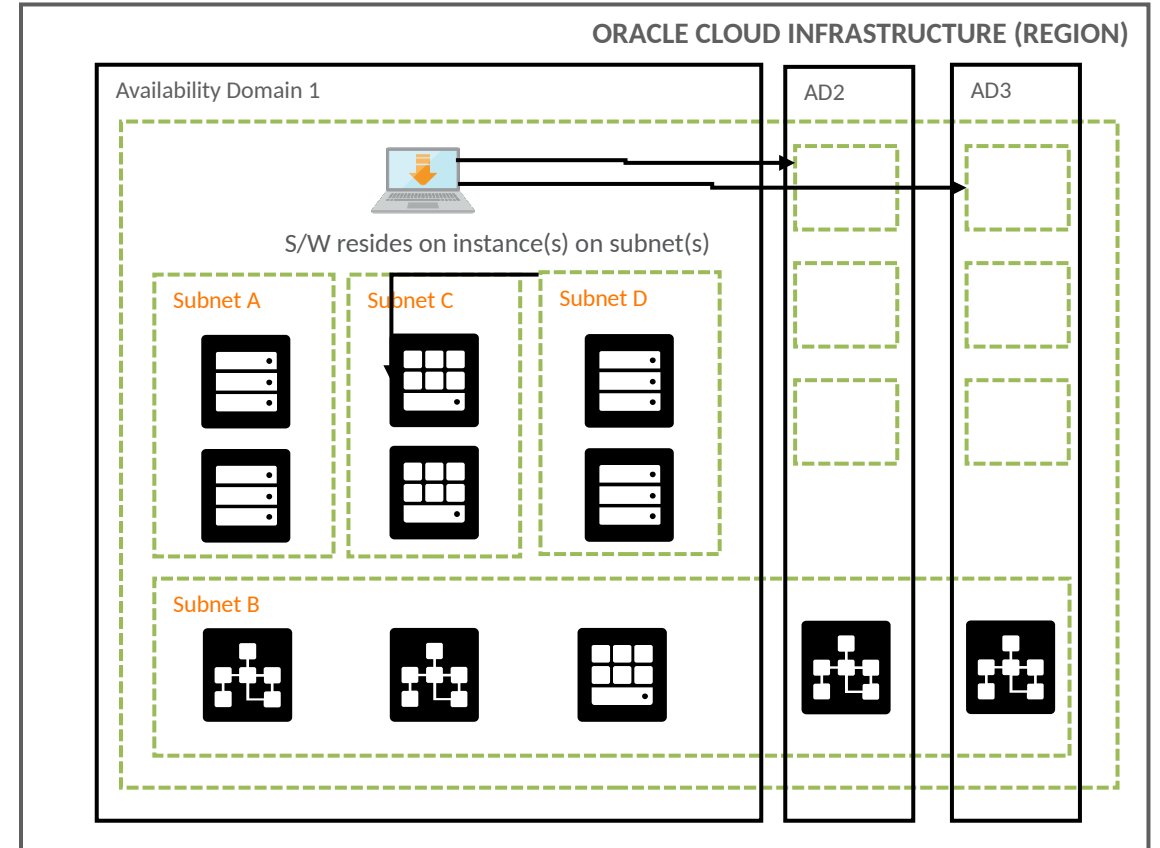 ORACLE CLOUD INFRASTRUCTURE (REGION)
Availability Domain 1
AD2
AD3
S/W resides on instance(s) on subnet(s)
Subnet A
Subnet C
Subnet D
Subnet B